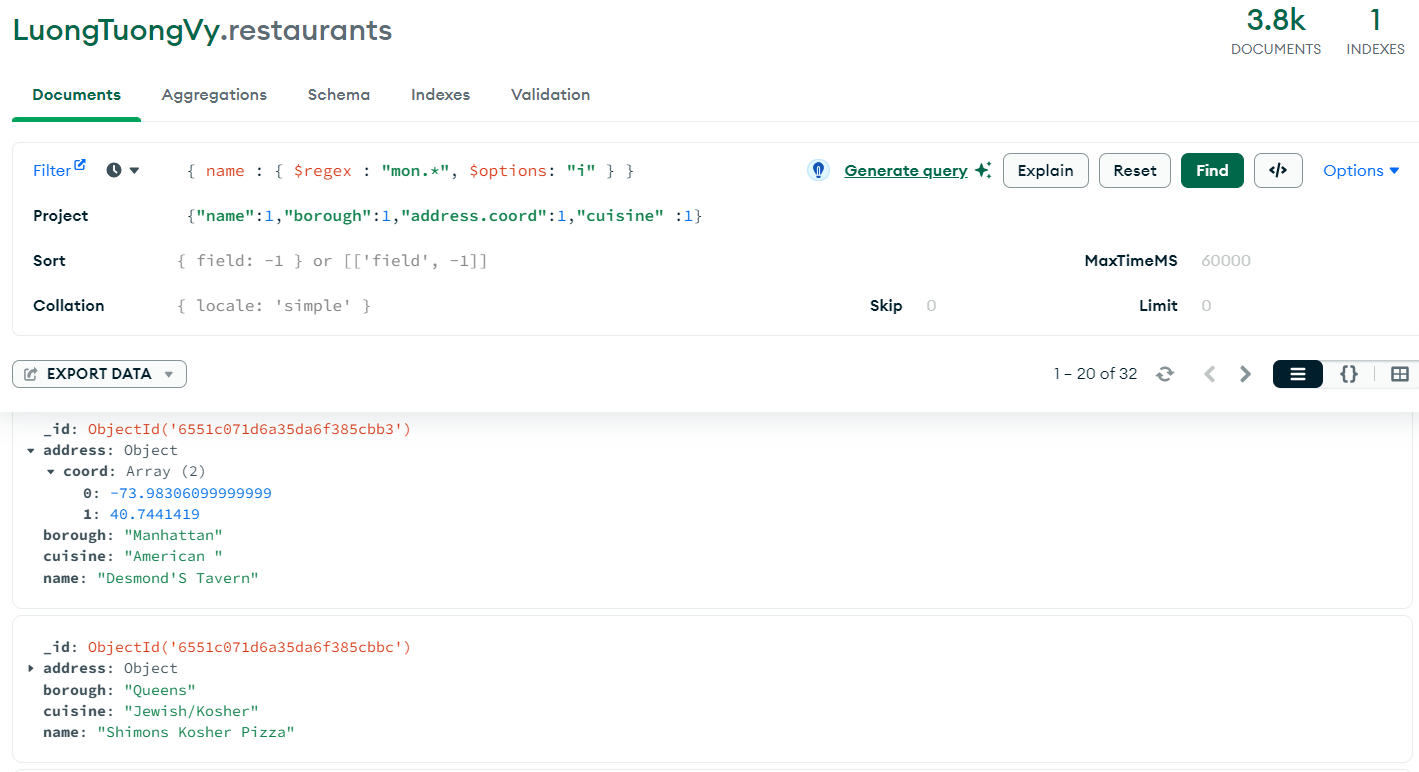 LuongTuongVy.restaurants
3.8k
DOCUMENTS
1
INDEXES
Documents Aggregations Schema Indexes Validation
Filter { name : { $regex : "mon.*", $options: "i" } } Generate query Explain Reset Find </> Options
Project {"name":1,"borough":1,"address.coord":1,"cuisine" :1}
Sort { field: -1 } or [['field', -1]] MaxTimeMS 60000
Collation { locale: 'simple' } Skip 0 Limit 0
EXPORT DATA 1 – 20 of 32 {}
_id: ObjectId('6551c071d6a35da6f385cbb3')
address: Object
coord: Array (2)
0: -73.98306099999999
1: 40.7441419
borough: "Manhattan"
cuisine: "American "
name: "Desmond'S Tavern"
_id: ObjectId('6551c071d6a35da6f385cbbc')
address: Object
borough: "Queens"
cuisine: "Jewish/Kosher"
name: "Shimons Kosher Pizza"